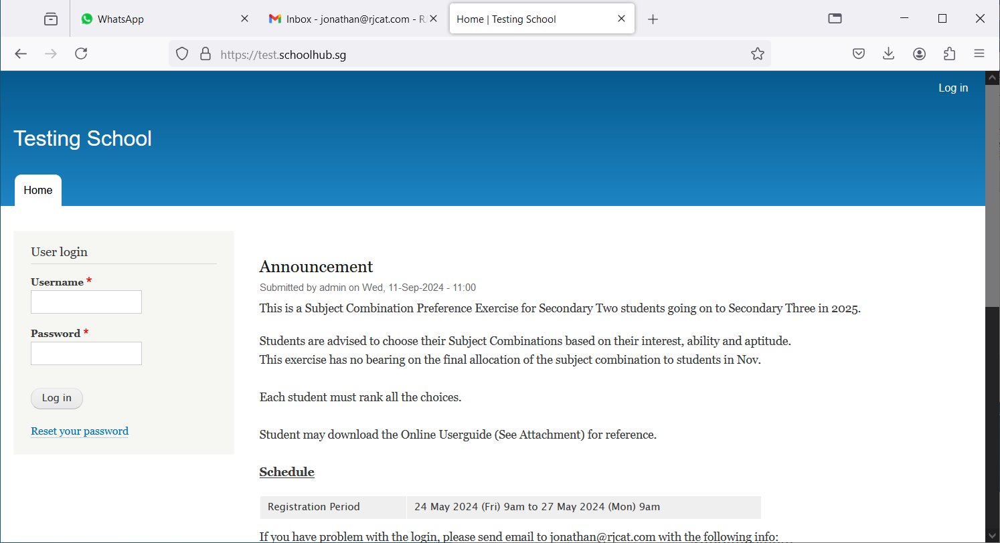 WhatsApp
Inbox - jonathan@rjcat.com - R
Home | Testing School
https://test.schoolhub.sg
Log in
Testing School
Home
User login
Username *
Password *
Log in
Reset your password
Announcement
Submitted by admin on Wed, 11-Sep-2024 - 11:00
This is a Subject Combination Preference Exercise for Secondary Two students going on to Secondary Three in 2025.
Students are advised to choose their Subject Combinations based on their interest, ability and aptitude.
This exercise has no bearing on the final allocation of the subject combination to students in Nov.
Each student must rank all the choices.
Student may download the Online Userguide (See Attachment) for reference.
Schedule
Registration Period 24 May 2024 (Fri) 9am to 27 May 2024 (Mon) 9am
If you have problem with the login, please send email to jonathan@rjcat.com with the following info: